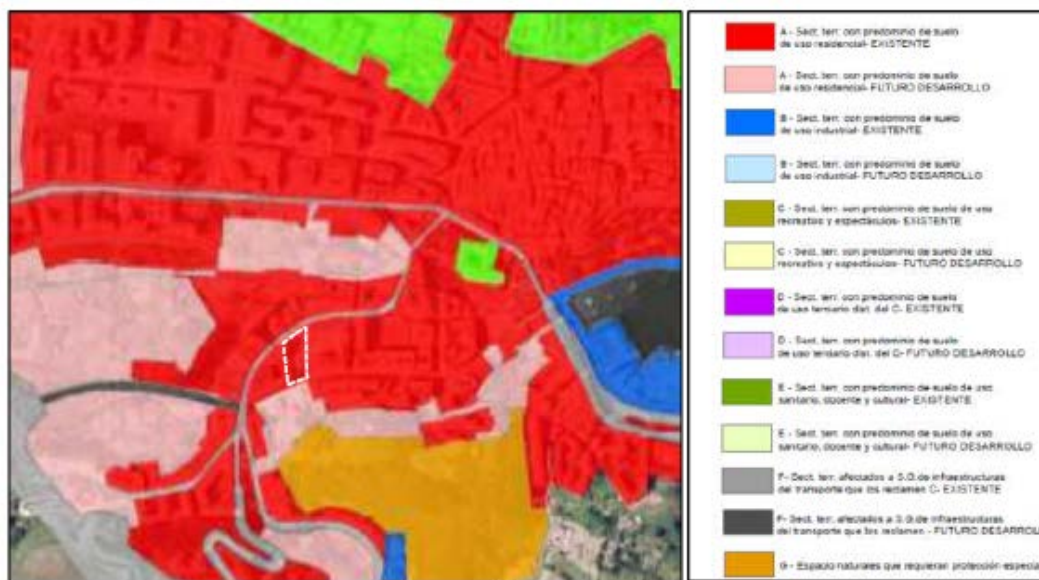 A - Sect. terr. con predominio de suelo
de uso residencial- EXISTENTE
A - Sect. terr. con predominio de suelo
de uso residencial- FUTURO DESARROLLO
B - Sect. terr. con predominio de suelo
de uso industrial- EXISTENTE
B - Sect. terr. con predominio de suelo
de uso industrial- FUTURO DESARROLLO
C - Sect. terr. con predominio de suelo de uso
recreativo y espectáculos- EXISTENTE
C - Sect. terr. con predominio de suelo de uso
recreativo y espectáculos- FUTURO DESARROLLO
D - Sect. terr. con predominio de suelo
de uso terciario dist. del C- EXISTENTE
D - Sect. terr. con predominio de suelo
de uso terciario dist. del C- FUTURO DESARROLLO
E - Sect. terr. con predominio de suelo de uso
sanitario, docente y cultural- EXISTENTE
E - Sect. terr. con predominio de suelo de uso
sanitario, docente y cultural- FUTURO DESARROLLO
F- Sect. terr. afectados a S.G. de infraestructuras
del transporte que los reclamen C- EXISTENTE
F- Sect. terr. afectados a S.G. de infraestructuras
del transporte que los reclamen - FUTURO DESARROLL
G - Espacio naturales que requieran protección especial